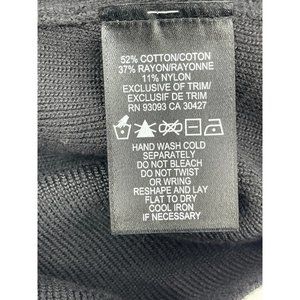 52% COTTON/COTON
37% RAYON/RAYONNE
11% NYLON
EXCLUSIVE OF TRIM/
EXCLUSIF DE TRIM
RN 93093 CA 30427
HAND WASH COLD
SEPARATELY
DO NOT BLEACH
DO NOT TWIST
OR WRING
RESHAPE AND LAY
FLAT TO DRY
COOL IRON
IF NECESSARY